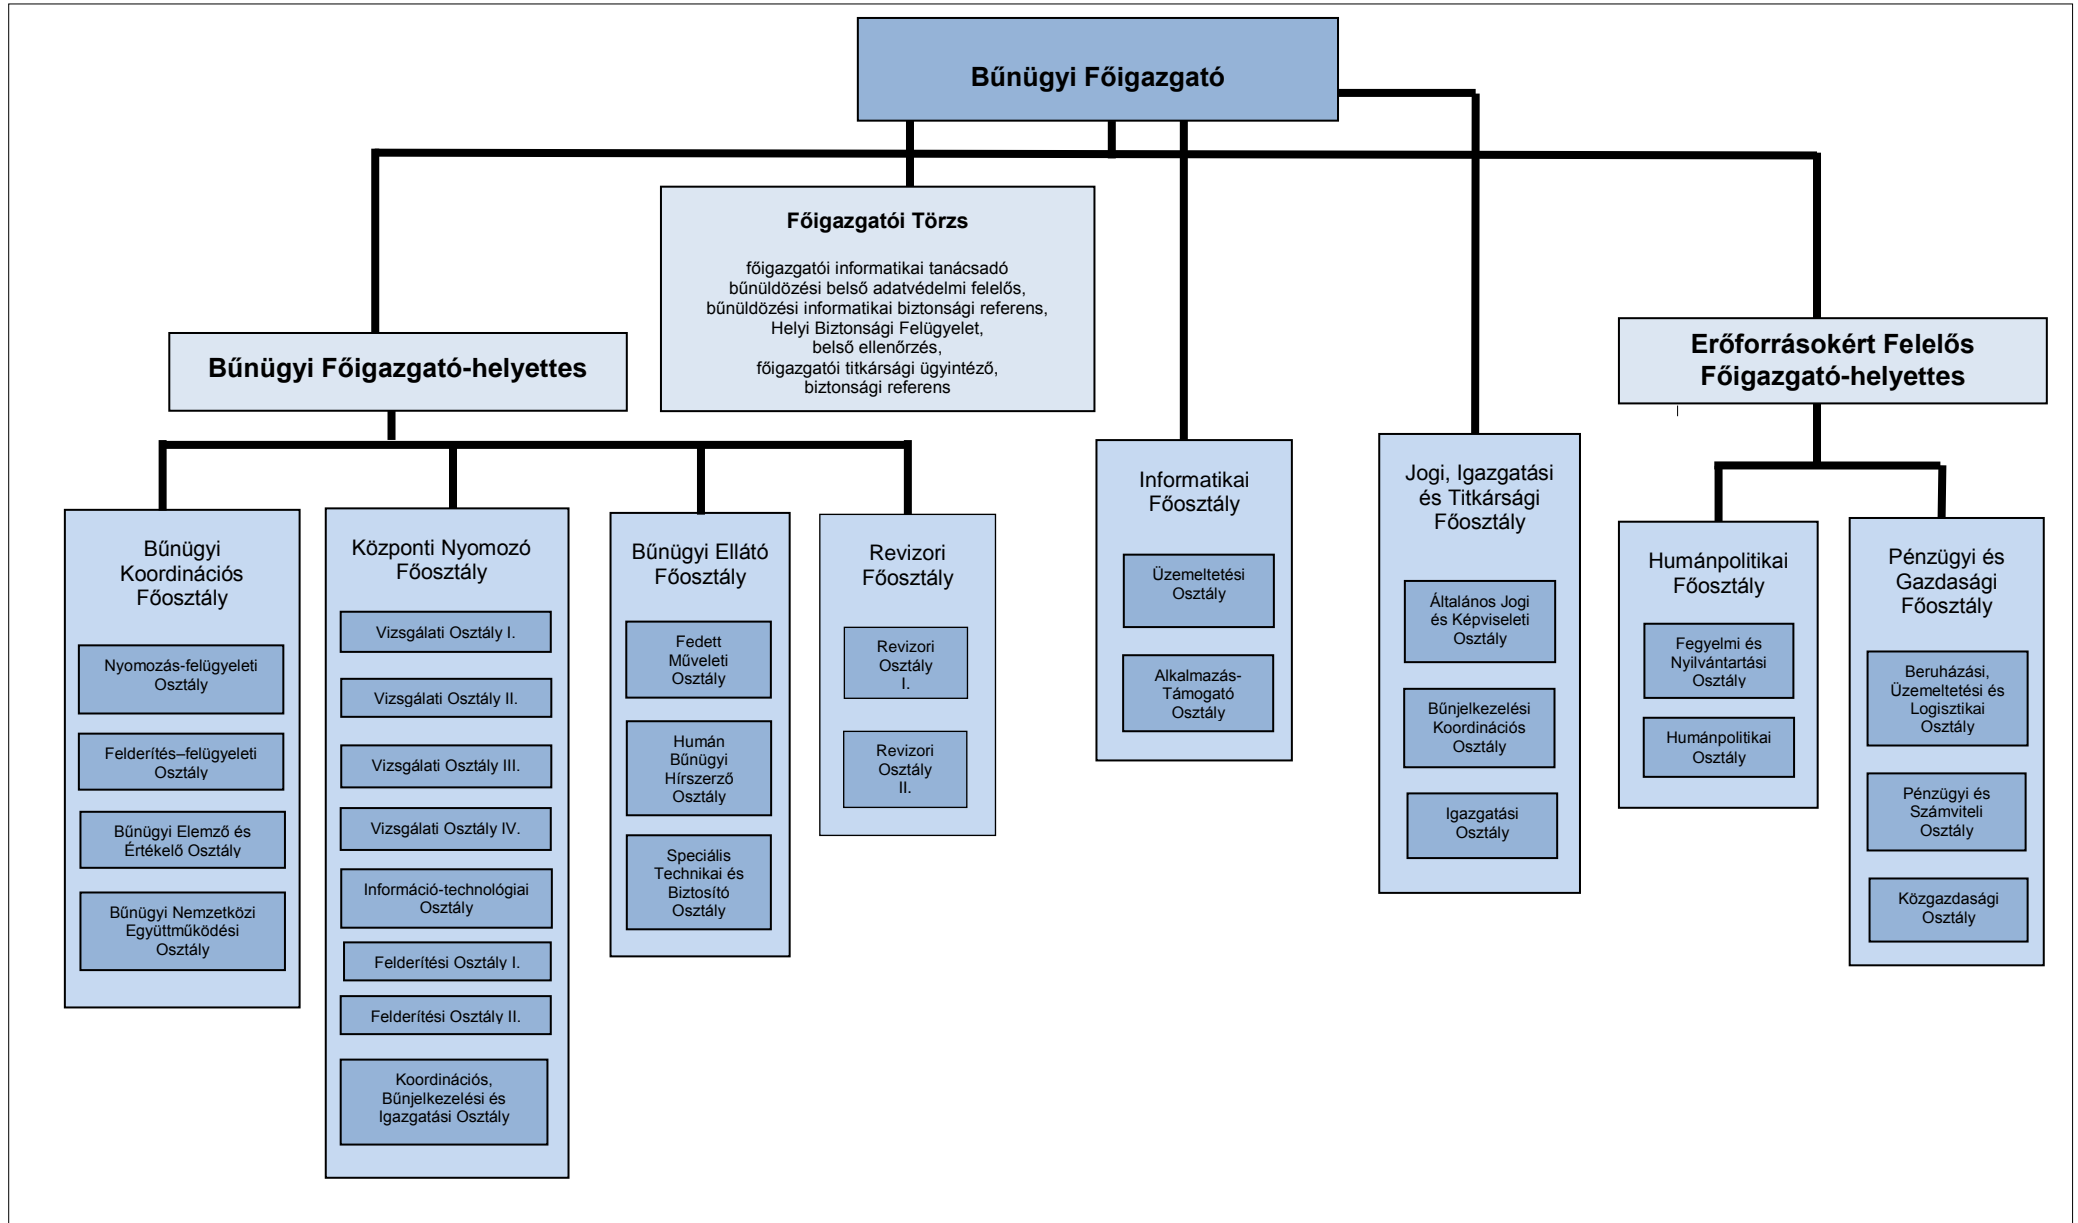 Bűnügyi Főigazgató
Főigazgatói Törzs
főigazgatói informatikai tanácsadó
bűnüldözési belső adatvédelmi felelős,
bűnüldözési informatikai biztonsági referens,
Helyi Biztonsági Felügyelet,
belső ellenőrzés,
főigazgatói titkársági ügyintéző,
biztonsági referens
Bűnügyi Főigazgató-helyettes
Erőforrásokért Felelős
Főigazgató-helyettes
Bűnügyi
Koordinációs
Főosztály
Nyomozás-felügyeleti
Osztály
Felderítés–felügyeleti
Osztály
Bűnügyi Elemző és
Értékelő Osztály
Bűnügyi Nemzetközi
Együttműködési
Osztály
Központi Nyomozó
Főosztály
Vizsgálati Osztály I.
Vizsgálati Osztály II.
Vizsgálati Osztály III.
Vizsgálati Osztály IV.
Információ-technológiai
Osztály
Felderítési Osztály I.
Felderítési Osztály II.
Koordinációs,
Bűnjelkezelési és
Igazgatási Osztály
Bűnügyi Ellátó
Főosztály
Fedett
Műveleti
Osztály
Humán
Bűnügyi
Hírszerző
Osztály
Speciális
Technikai és
Biztosító
Osztály
Revizori
Főosztály
Revizori
Osztály
I.
Revizori
Osztály
II.
Informatikai
Főosztály
Üzemeltetési
Osztály
Alkalmazás-
Támogató
Osztály
Jogi, Igazgatási
és Titkársági
Főosztály
Általános Jogi
és Képviseleti
Osztály
Bűnjelkezelési
Koordinációs
Osztály
Igazgatási
Osztály
Humánpolitikai
Főosztály
Fegyelmi és
Nyilvántartási
Osztály
Humánpolitikai
Osztály
Pénzügyi és
Gazdasági
Főosztály
Beruházási,
Üzemeltetési és
Logisztikai
Osztály
Pénzügyi és
Számviteli
Osztály
Közgazdasági
Osztály